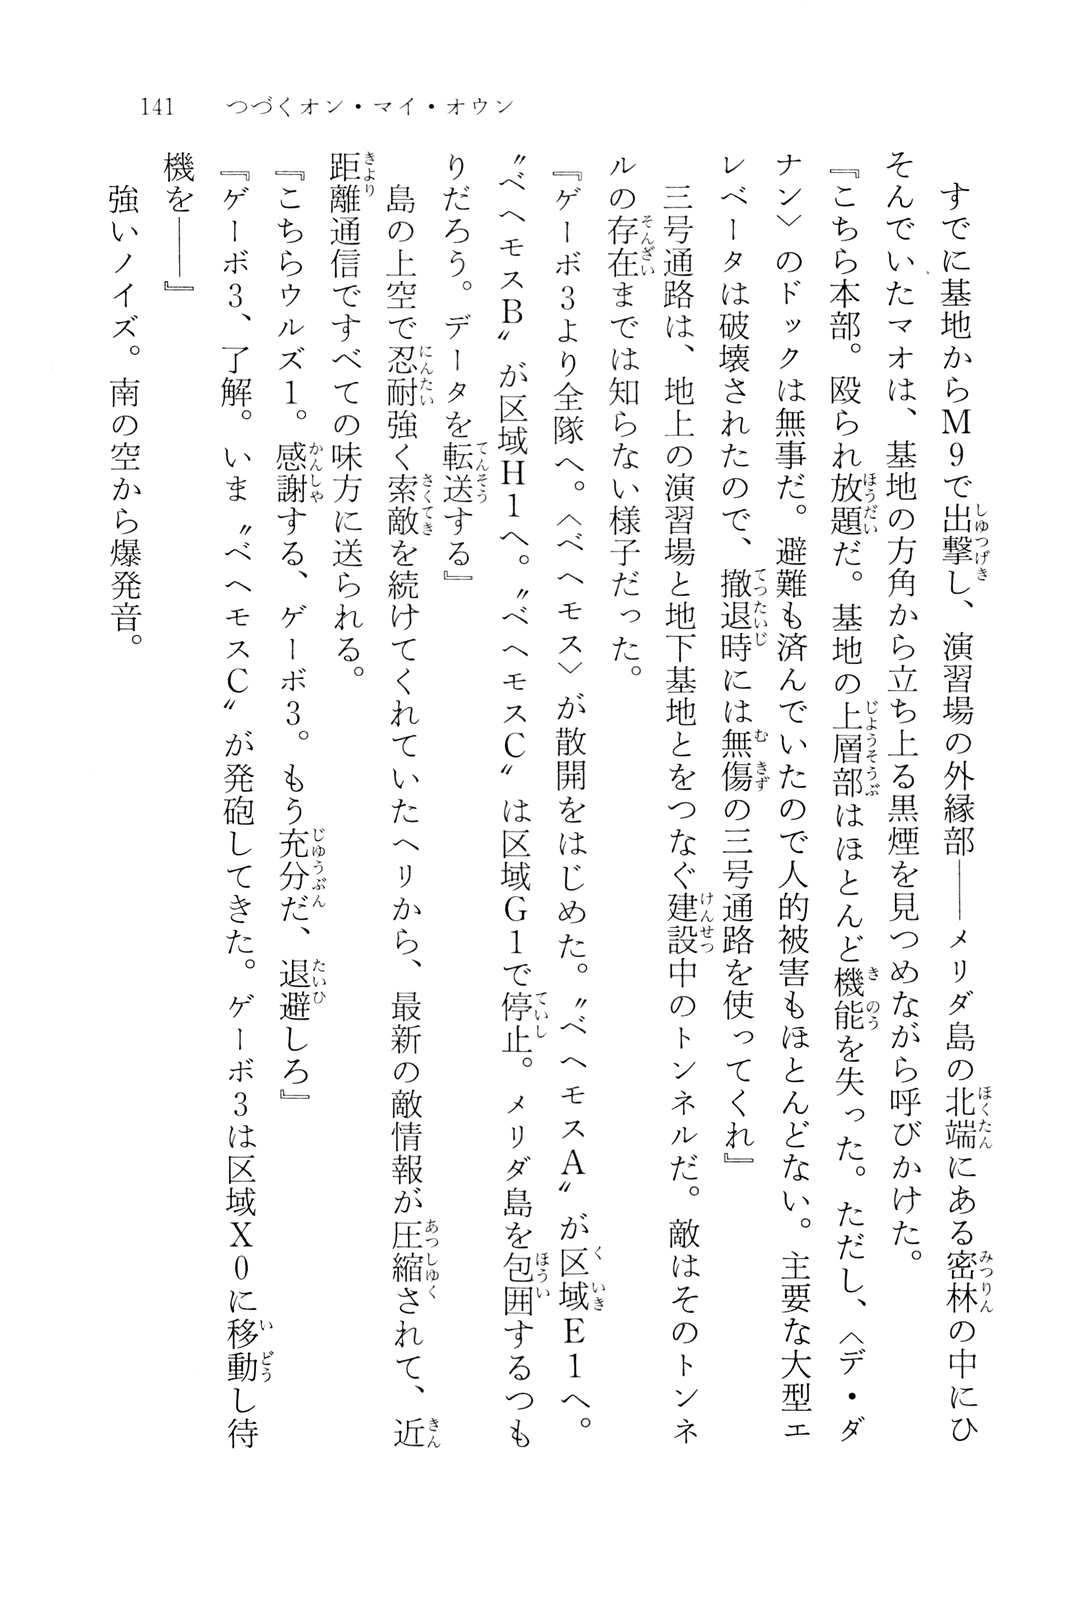 141　つづくオン・マイ・オウン
　すでに基地からM9で出撃し、演習場の外縁部――メリダ島の北端にある密林の中にひ
そんでいたマオは、基地の方角から立ち上る黒煙を見つめながら呼びかけた。
『こちら本部。殴られ放題だ。基地の上層部はほとんど機能を失った。ただし、〈デ・ダ
ナン〉のドックは無事だ。避難も済んでいたので人的被害もほとんどない。主要な大型エ
レベータは破壊されたので、撤退時には無傷の三号通路を使ってくれ』
　三号通路は、地上の演習場と地下基地とをつなぐ建設中のトンネルだ。敵はそのトンネ
ルの存在までは知らない様子だった。
『ゲーボ3より全隊へ。〈ベヘモス〉が散開をはじめた。〝ベヘモスA〟が区域E1へ。
〝ベヘモスB〟が区域H1へ。〝ベヘモスC〟は区域G1で停止。メリダ島を包囲するつも
りだろう。データを転送する』
　島の上空で忍耐強く索敵を続けてくれていたヘリから、最新の敵情報が圧縮されて、近
距離通信ですべての味方に送られる。
『こちらウルズ1。感謝する、ゲーボ3。もう充分だ、退避しろ』
『ゲーボ3、了解。いま〝ベヘモスC〟が発砲してきた。ゲーボ3は区域X0に移動し待
機を――』
　強いノイズ。南の空から爆発音。